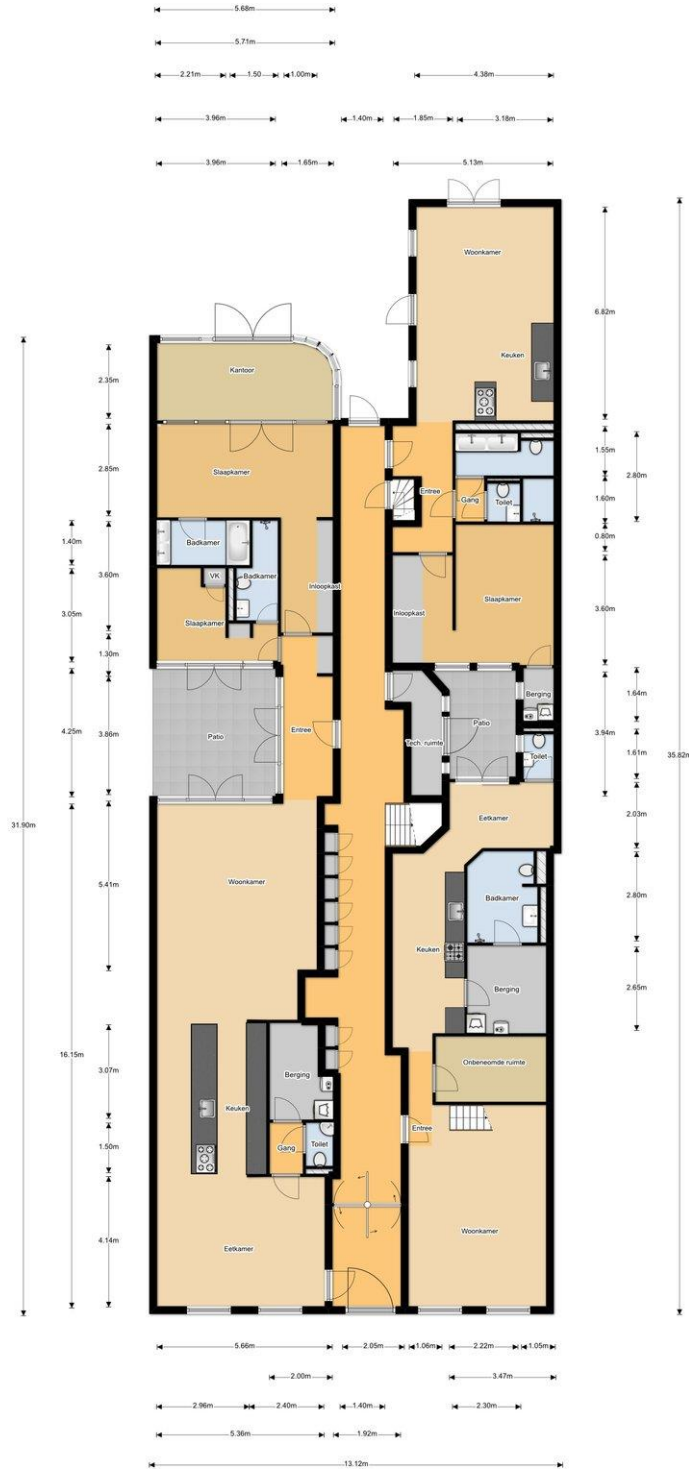 5.68m
5.71m
2.21m 1.50 1.00m 4.38m
3.96m 1.40m 1.85m 3.18m
3.96m 1.65m 5.13m
Woonkamer
6.82m
Keuken
Kantoor
2.35m
Slaapkamer
2.85m
1.55m
2.80m
Entree
Gang
Toilet
1.60m
1.40m
Badkamer
Badkamer
0.80m
VK
3.60m
Inloopkast
Inloopkast
Slaapkamer
3.60m
3.05m
Slaapkamer
1.30m
Berging
1.64m
4.25m
3.86m
Patio
Entree
Tech. ruimte
Patio
3.94m
35.82m
Toilet
1.61m
Eetkamer
2.03m
31.90m
5.41m
Woonkamer
Badkamer
2.80m
Keuken
Berging
2.65m
16.15m
3.07m
Berging
Onbenoemde ruimte
Keuken
Entree
1.50m
Gang
Toilet
4.14m
Eetkamer
Woonkamer
5.66m 2.05m 1.06m 2.22m 1.05m
2.00m 3.47m
2.96m 2.40m 1.40m 2.30m
5.36m 1.92m
13.12m